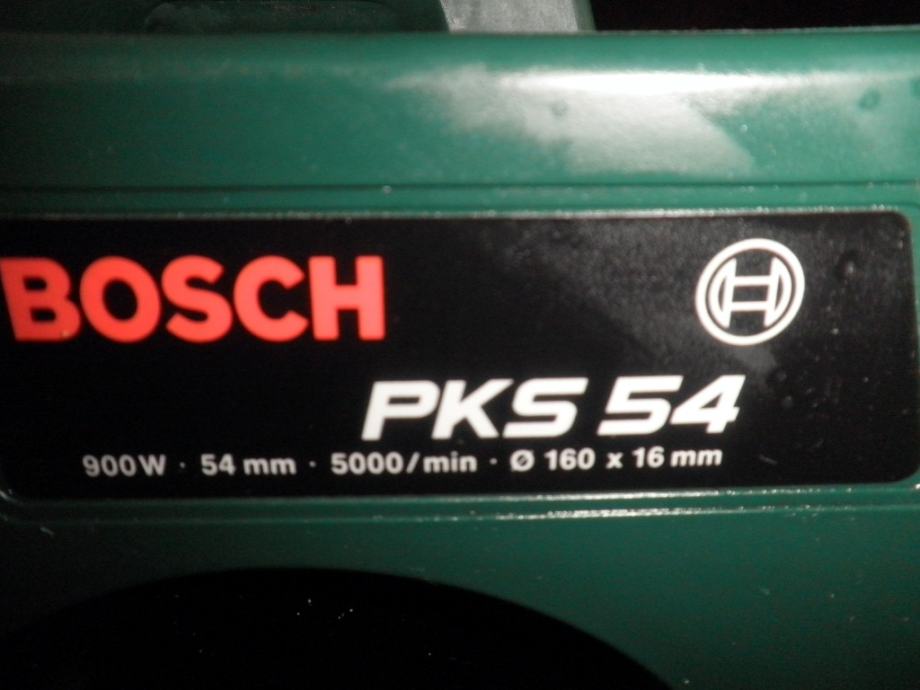 BOSCH
PKS 54
900W · 54 mm · 5000/min · Ø 160 x 16 mm